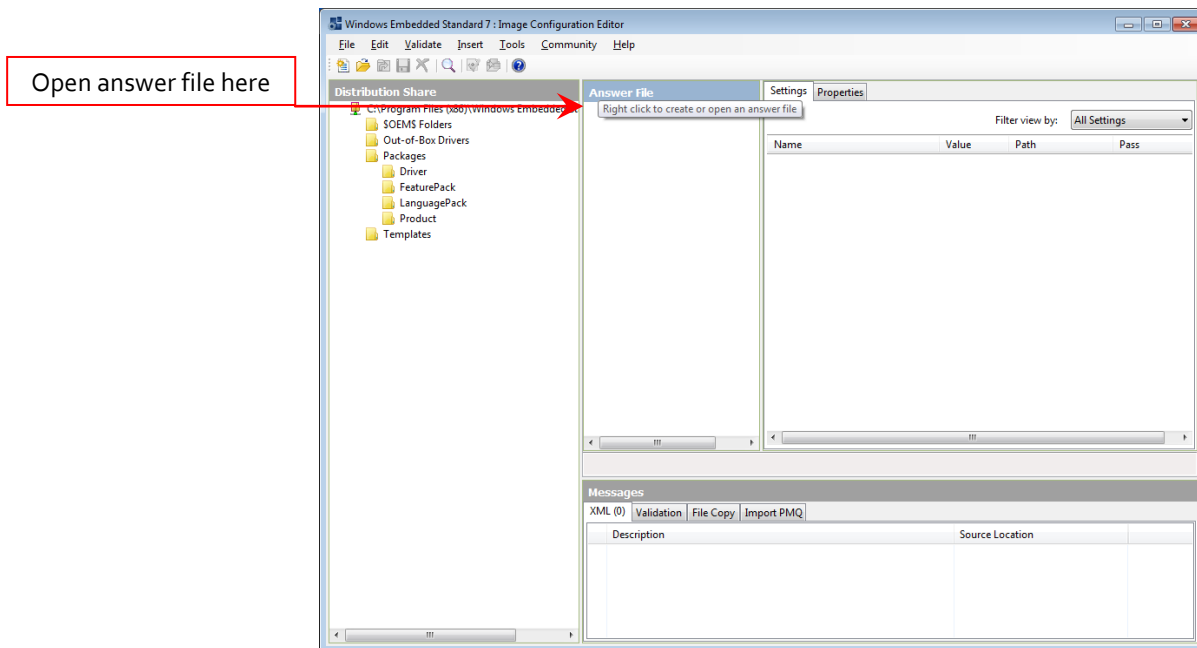 Windows Embedded Standard 7 : Image Configuration Editor
File Edit Validate Insert Tools Community Help
Open answer file here
Distribution Share
C:\Program Files (x86)\Windows Embedded
$OEM$ Folders
Out-of-Box Drivers
Packages
Driver
FeaturePack
LanguagePack
Product
Templates
Answer File
Right click to create or open an answer file
Settings Properties
Filter view by: All Settings
Name Value Path Pass
Messages
XML (0) Validation File Copy Import PMQ
Description Source Location